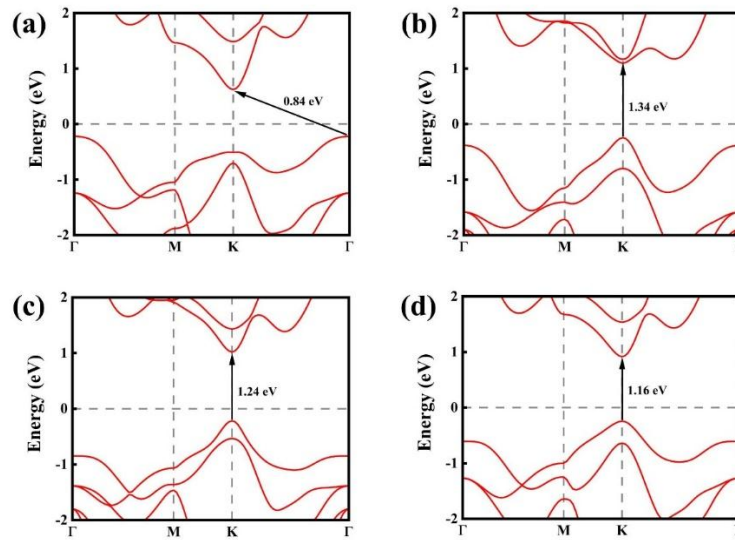 (a)
2
1
0
-1
-2
Energy (eV)
0.84 eV
Γ
M
K
Γ
(b)
2
1
0
-1
-2
Energy (eV)
1.34 eV
Γ
M
K
(c)
2
1
0
-1
-2
Energy (eV)
1.24 eV
Γ
M
K
Γ
(d)
2
1
0
-1
-2
Energy (eV)
1.16 eV
Γ
M
K